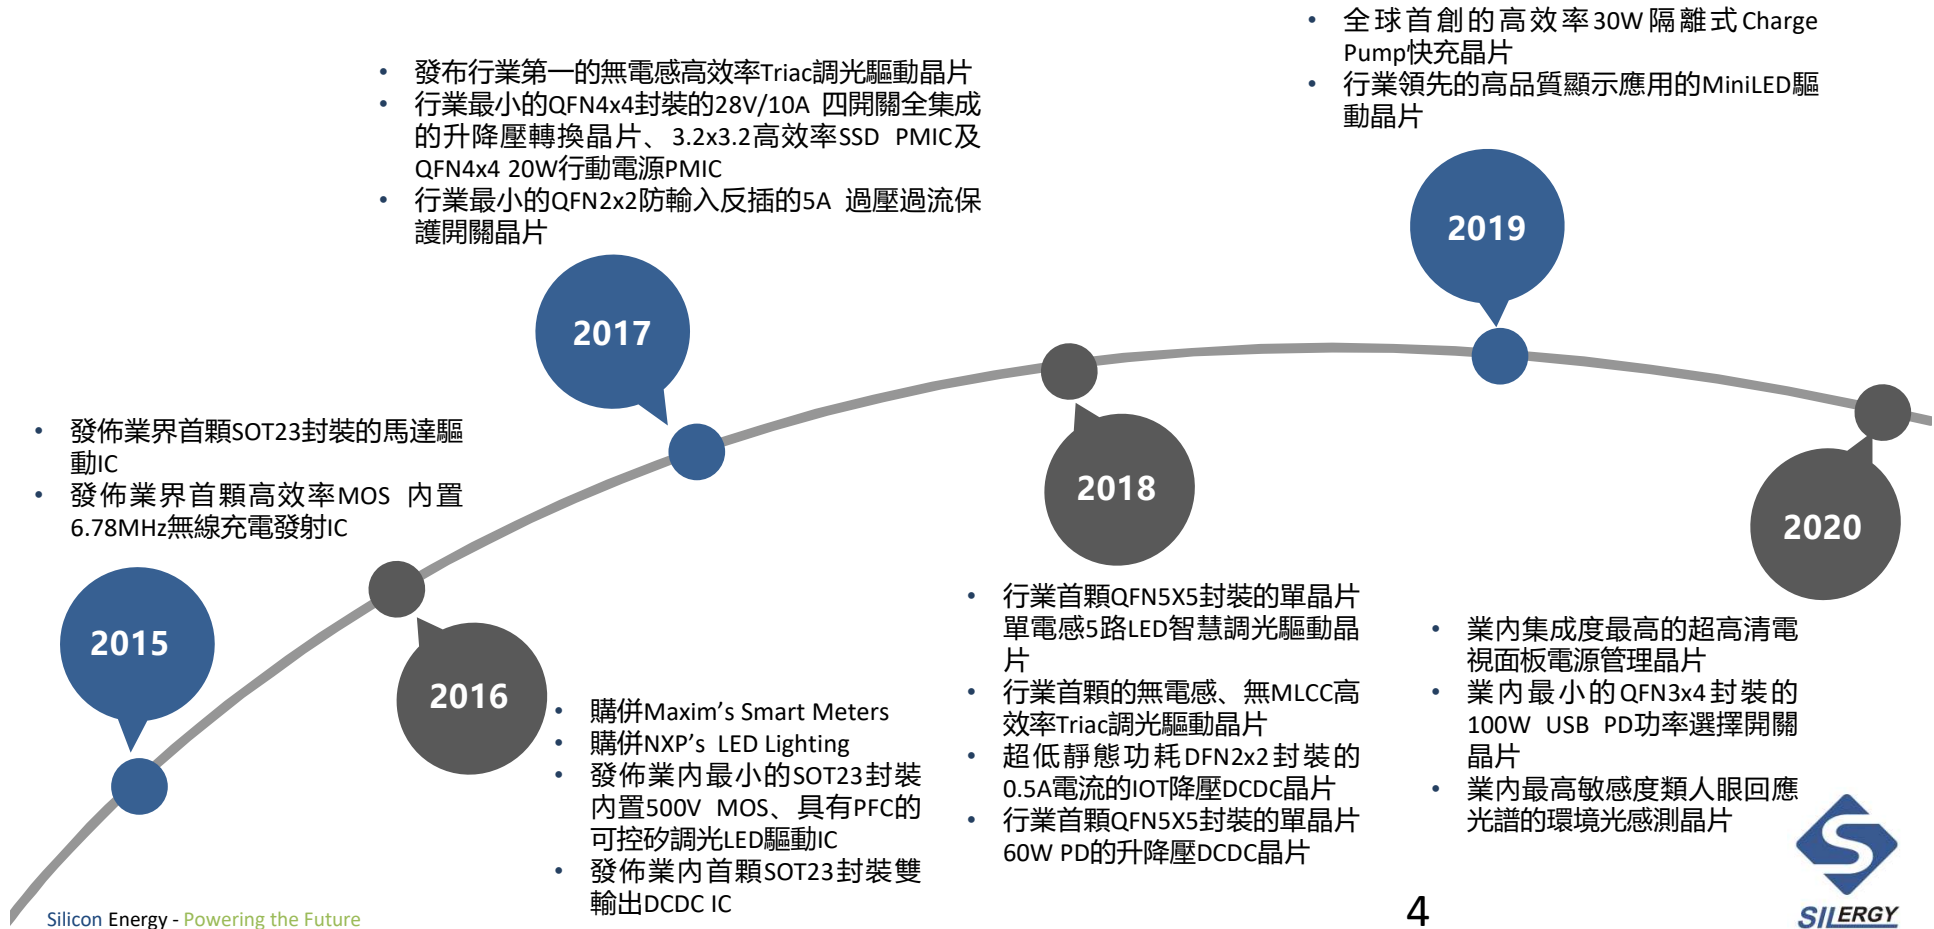 • 全球首創的高效率30W隔離式Charge
Pump快充晶片
• 行業領先的高品質顯示應用的MiniLED驅
動晶片
• 發布行業第一的無電感高效率Triac調光驅動晶片
• 行業最小的QFN4x4封裝的28V/10A 四開關全集成
的升降壓轉換晶片、3.2x3.2高效率SSD PMIC及
QFN4x4 20W行動電源PMIC
• 行業最小的QFN2x2防輸入反插的5A 過壓過流保
護開關晶片
2019
2017
• 發佈業界首顆SOT23封裝的馬達驅
動IC
• 發佈業界首顆高效率MOS 內置
6.78MHz無線充電發射IC
2018
2020
2015
2016
• 購併Maxim's Smart Meters
• 購併NXP's LED Lighting
• 發佈業內最小的SOT23封裝
內置500V MOS、具有PFC的
可控矽調光LED驅動IC
• 發佈業內首顆SOT23封裝雙
輸出DCDC IC
• 行業首顆QFN5X5封裝的單晶片
單電感5路LED智慧調光驅動晶
片
• 行業首顆的無電感、無MLCC高
效率Triac調光驅動晶片
• 超低靜態功耗DFN2x2封裝的
0.5A電流的IOT降壓DCDC晶片
• 行業首顆QFN5X5封裝的單晶片
60W PD的升降壓DCDC晶片
• 業內集成度最高的超高清電
視面板電源管理晶片
• 業內最小的QFN3x4封裝的
100W USB PD功率選擇開關
晶片
• 業內最高敏感度類人眼回應
光譜的環境光感測晶片
Silicon Energy - Powering the Future
4
SILERGY